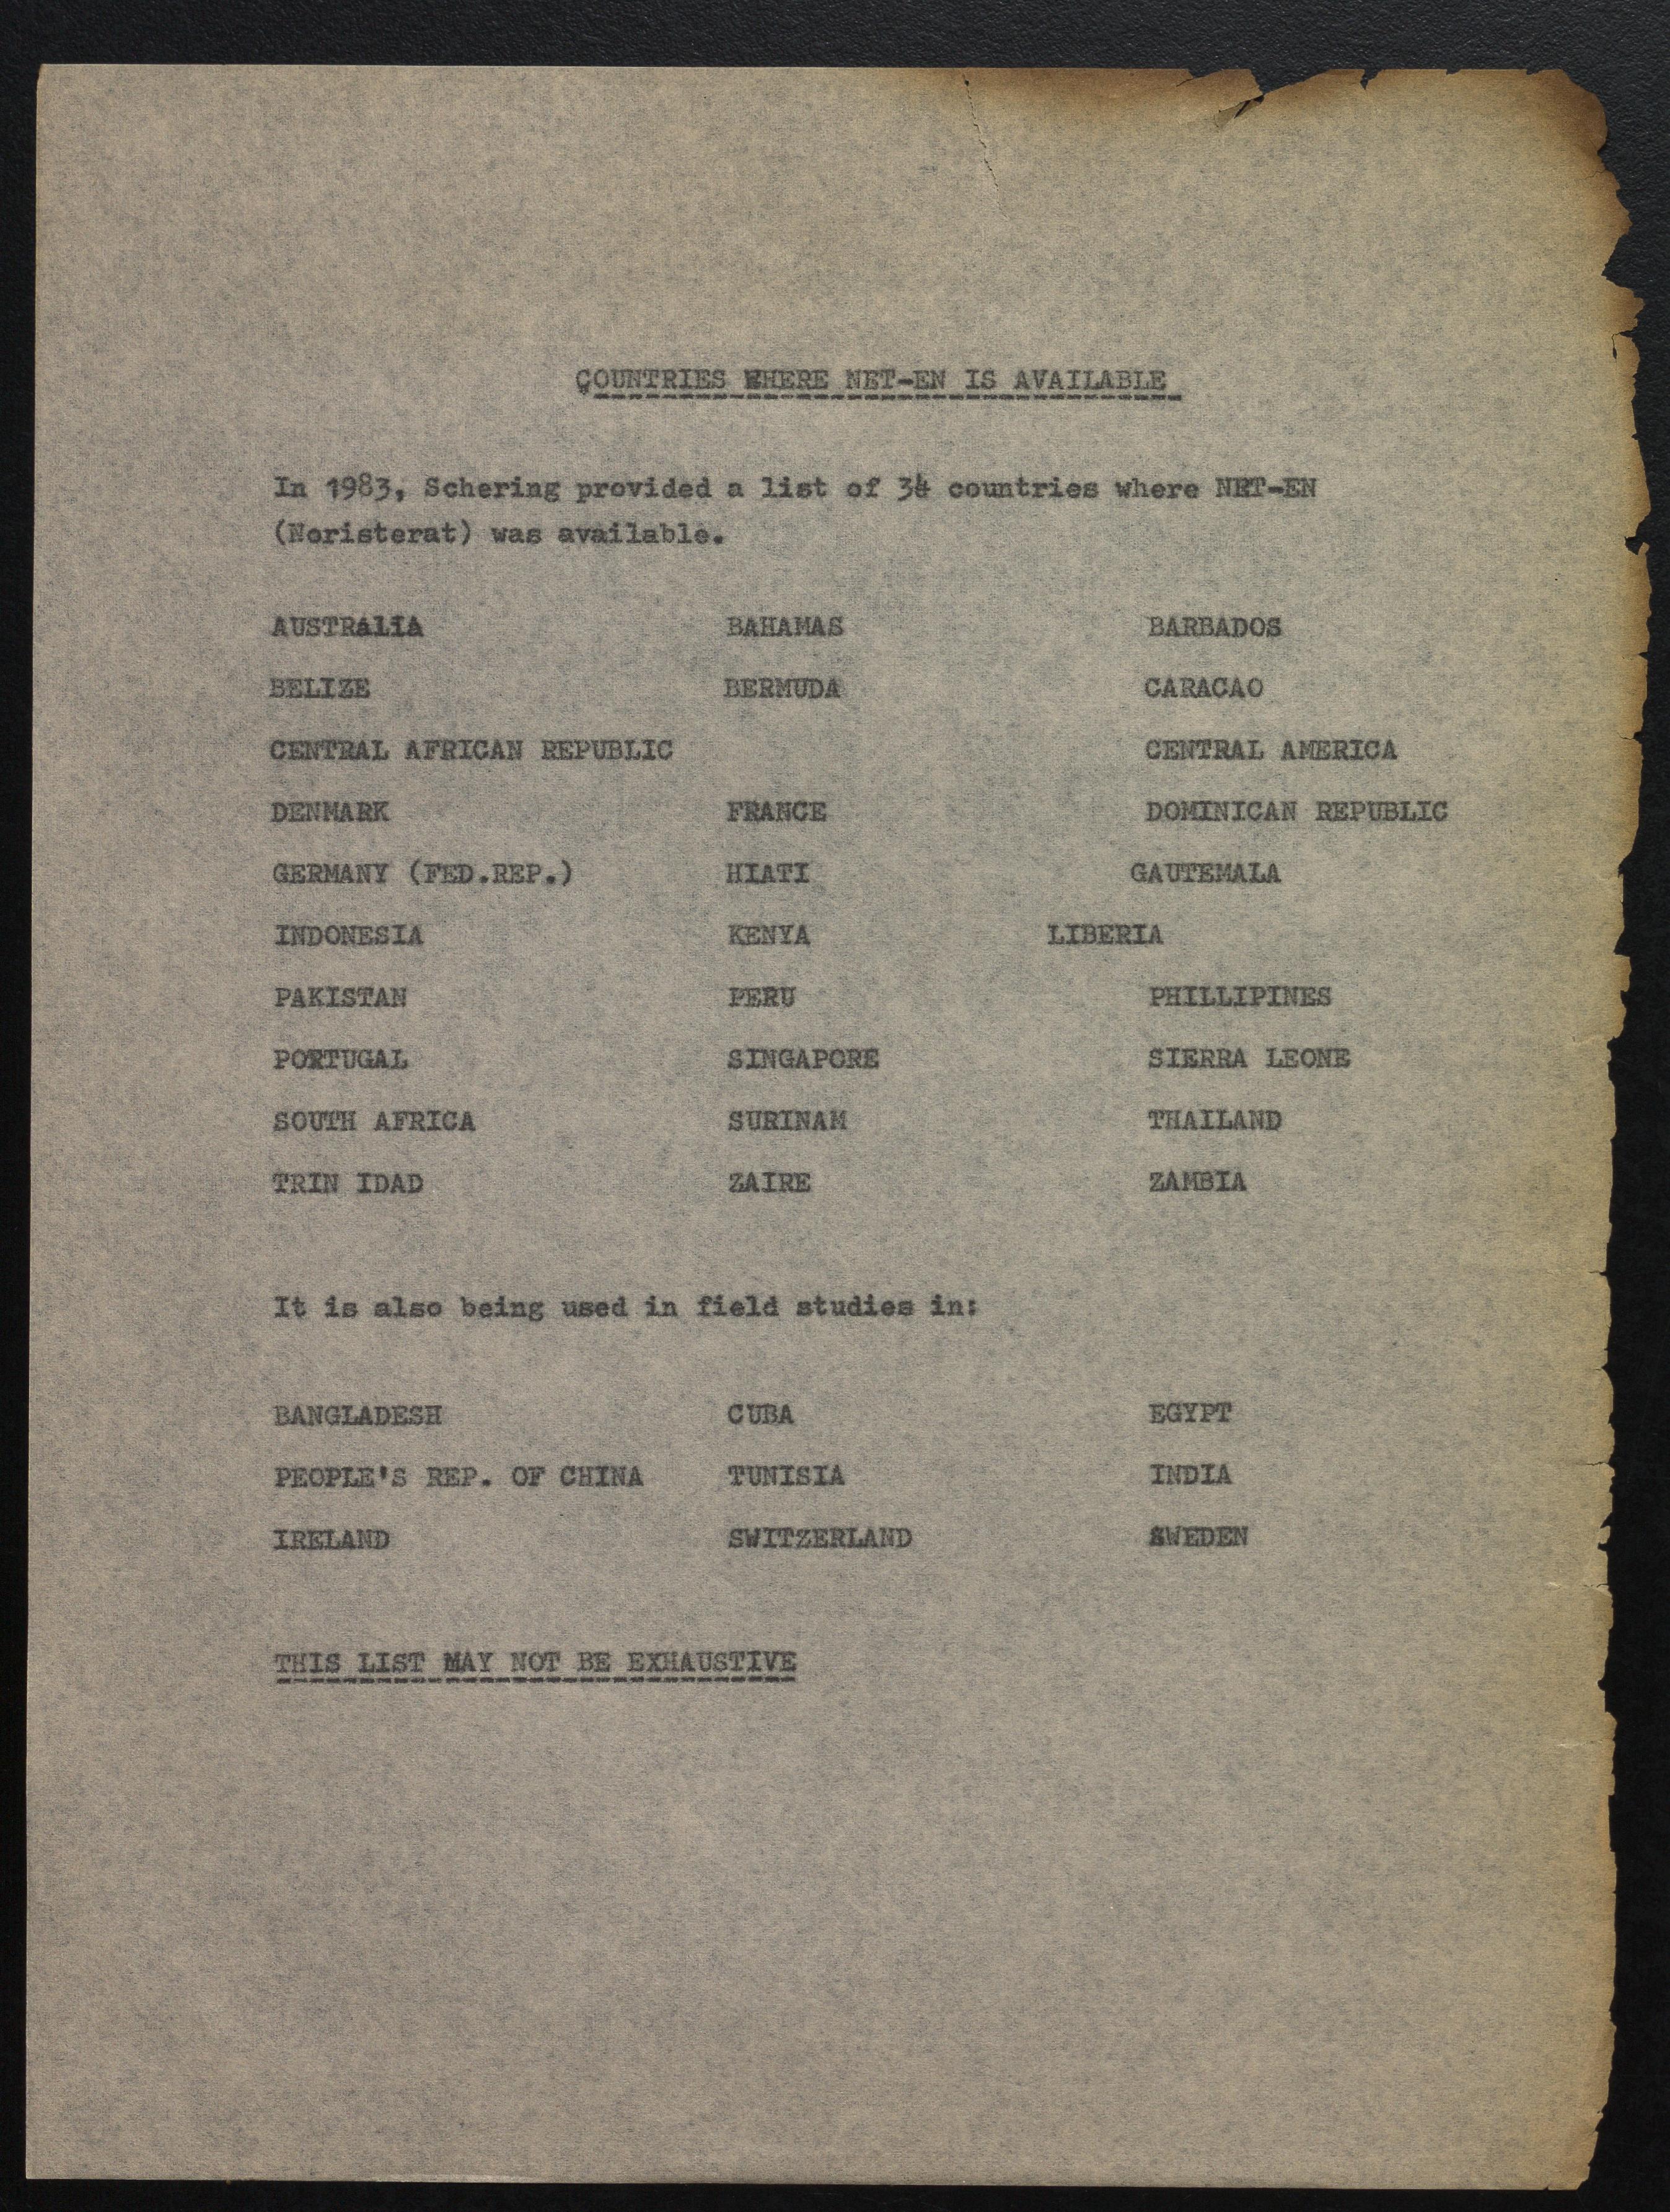 COUNTRIES WHERE NET-EN IS AVAILABLE
In 1983, Schering provided a list of 34 countries where NET-EN
(Noristerat) was available.
AUSTRALIA BAHAMAS BARBADOS
BELIZE BERMUDA CARACAO
CENTRAL AFRICAN REPUBLIC CENTRAL AMERICA
DENMARK FRANCE DOMINICAN REPUBLIC
GERMANY (FED.REP.) HIATI GAUTEMALA
INDONESIA KENYA LIBERIA
PAKISTAN PERU PHILLIPINES
PORTUGAL SINGAPORE SIERRA LEONE
SOUTH AFRICA SURINAM THAILAND
TRIN IDAD ZAIRE ZAMBIA
It is also being used in field studies in:
BANGLADESH CUBA EGYPT
PEOPLE'S REP. OF CHINA TUNISIA INDIA
IRELAND SWITZERLAND SWEDEN
THIS LIST MAY NOT BE EXHAUSTIVE